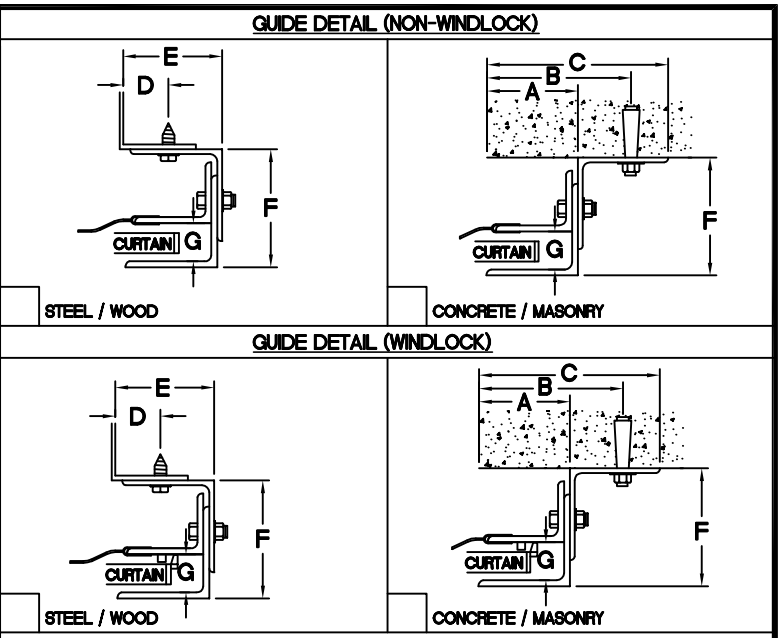 GUIDE DETAIL (NON-WINDLOCK)
E
D
F
CURTAIN
G
STEEL / WOOD
C
B
A
F
CURTAIN
G
CONCRETE / MASONRY
GUIDE DETAIL (WINDLOCK)
E
D
F
CURTAIN
G
STEEL / WOOD
C
B
A
F
CURTAIN
G
CONCRETE / MASONRY